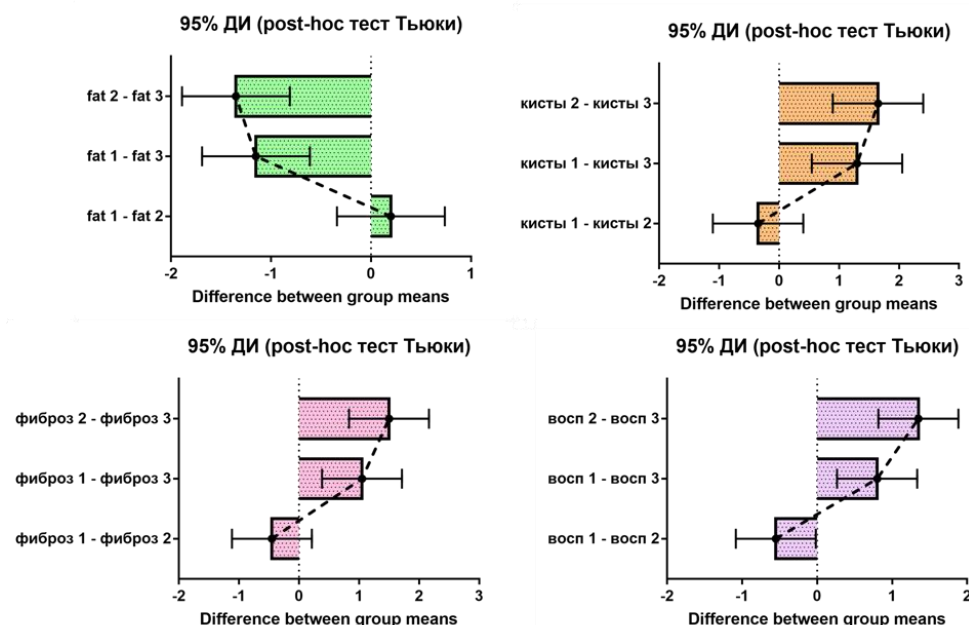 95% ДИ (post-hoc тест Тьюки)
fat 2 - fat 3
fat 1 - fat 3
fat 1 - fat 2
-2 -1 0 1
Difference between group means
95% ДИ (post-hoc тест Тьюки)
кисты 2 - кисты 3
кисты 1 - кисты 3
кисты 1 - кисты 2
-2 -1 0 1 2 3
Difference between group means
95% ДИ (post-hoc тест Тьюки)
фиброз 2 - фиброз 3
фиброз 1 - фиброз 3
фиброз 1 - фиброз 2
-2 -1 0 1 2 3
Difference between group means
95% ДИ (post-hoc тест Тьюки)
восп 2 - восп 3
восп 1 - восп 3
восп 1 - восп 2
-2 -1 0 1 2
Difference between group means